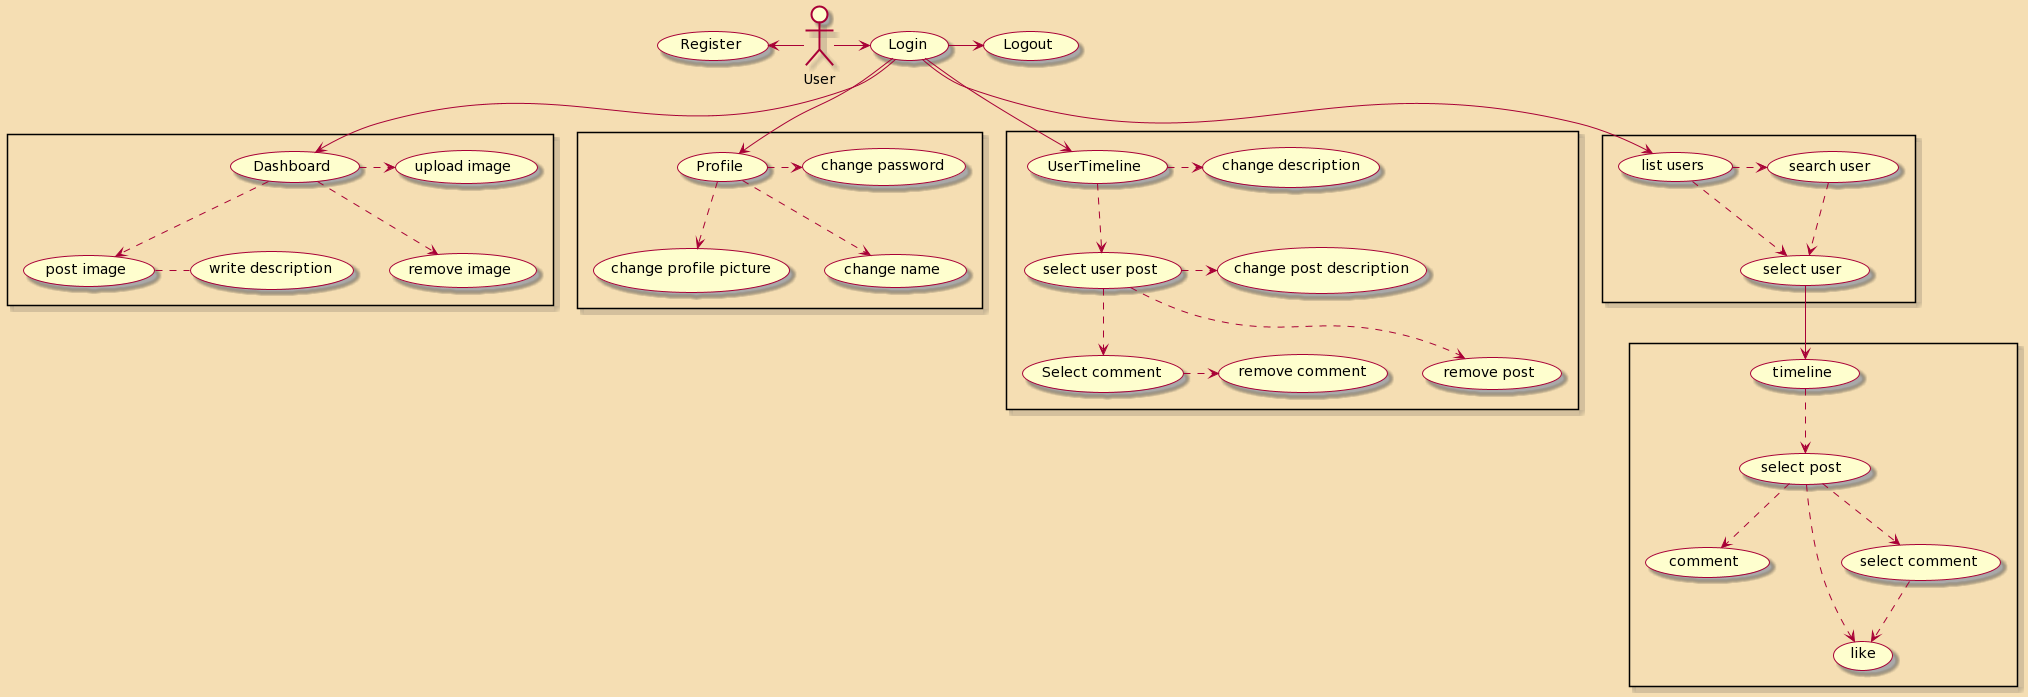 Register
Login
Logout
User
Dashboard
upload image
post image
write description
remove image
Profile
change password
change profile picture
change name
UserTimeline
change description
select user post
change post description
Select comment
remove comment
remove post
list users
search user
select user
timeline
select post
comment
select comment
like